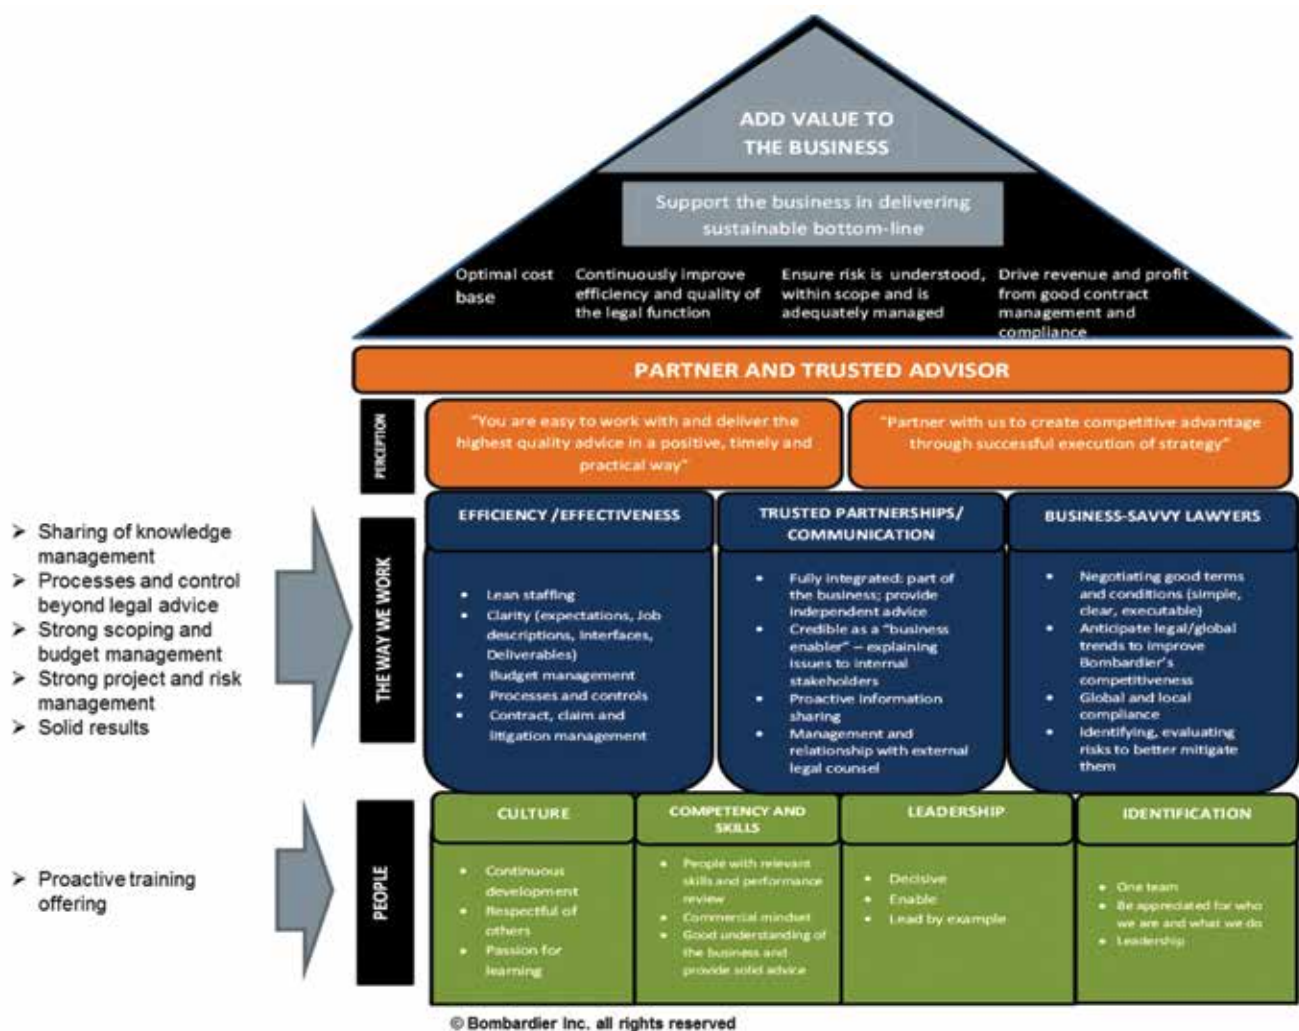 ADD VALUE TO
THE BUSINESS
Support the business in delivering
sustainable bottom-line
Optimal cost
base
Continuously improve
efficiency and quality of
the legal function
Ensure risk is understood,
within scope and is
adequately managed
Drive revenue and profit
from good contract
management and
compliance
PARTNER AND TRUSTED ADVISOR
PERCEPTION
"You are easy to work with and deliver the
highest quality advice in a positive, timely and
practical way"
"Partner with us to create competitive advantage
through successful execution of strategy"
➢ Sharing of knowledge
management
➢ Processes and control
beyond legal advice
➢ Strong scoping and
budget management
➢ Strong project and risk
management
➢ Solid results
THE WAY WE WORK
EFFICIENCY /EFFECTIVENESS
• Lean staffing
• Clarity (expectations, Job
descriptions, Interfaces,
Deliverables)
• Budget management
• Processes and controls
• Contract, claim and
litigation management
TRUSTED PARTNERSHIPS/
COMMUNICATION
• Fully integrated: part of
the business; provide
independent advice
• Credible as a "business
enabler" – explaining
issues to internal
stakeholders
• Proactive information
sharing
• Management and
relationship with external
legal counsel
BUSINESS-SAVVY LAWYERS
• Negotiating good terms
and conditions (simple,
clear, executable)
• Anticipate legal/global
trends to improve
Bombardier's
competitiveness
• Global and local
compliance
• Identifying, evaluating
risks to better mitigate
them
➢ Proactive training
offering
PEOPLE
CULTURE
• Continuous
development
• Respectful of
others
• Passion for
learning
COMPETENCY AND
SKILLS
• People with relevant
skills and performance
review
• Commercial mindset
• Good understanding of
the business and
provide solid advice
LEADERSHIP
• Decisive
• Enable
• Lead by example
IDENTIFICATION
• One team
• Be appreciated for who
we are and what we do
• Leadership
© Bombardier Inc. all rights reserved